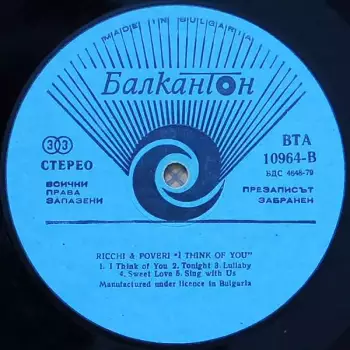 MADE IN BULGARIA
Балкантон
33
СТЕРЕО
ВСИЧКИ
ПРАВА
ЗАПАЗЕНИ
ВТА
10964-В
БДС 4648-79
ПРЕЗАПИСЪТ
ЗАБРАНЕН
RICCHI & POVERI "I THINK OF YOU"
1. I Think of You 2. Tonight 3 Lullaby
4. Sweet Love 5. Sing with Us
Manufactured under licence in Bulgaria